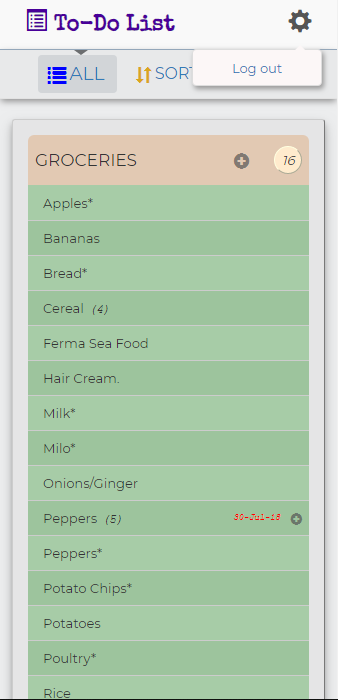 To-Do List
Log out
ALL
SORT
GROCERIES
16
Apples*
Bananas
Bread*
Cereal (4)
Ferma Sea Food
Hair Cream.
Milk*
Milo*
Onions/Ginger
Peppers (5) 30-Jul-18
Peppers*
Potato Chips*
Potatoes
Poultry*
Rice